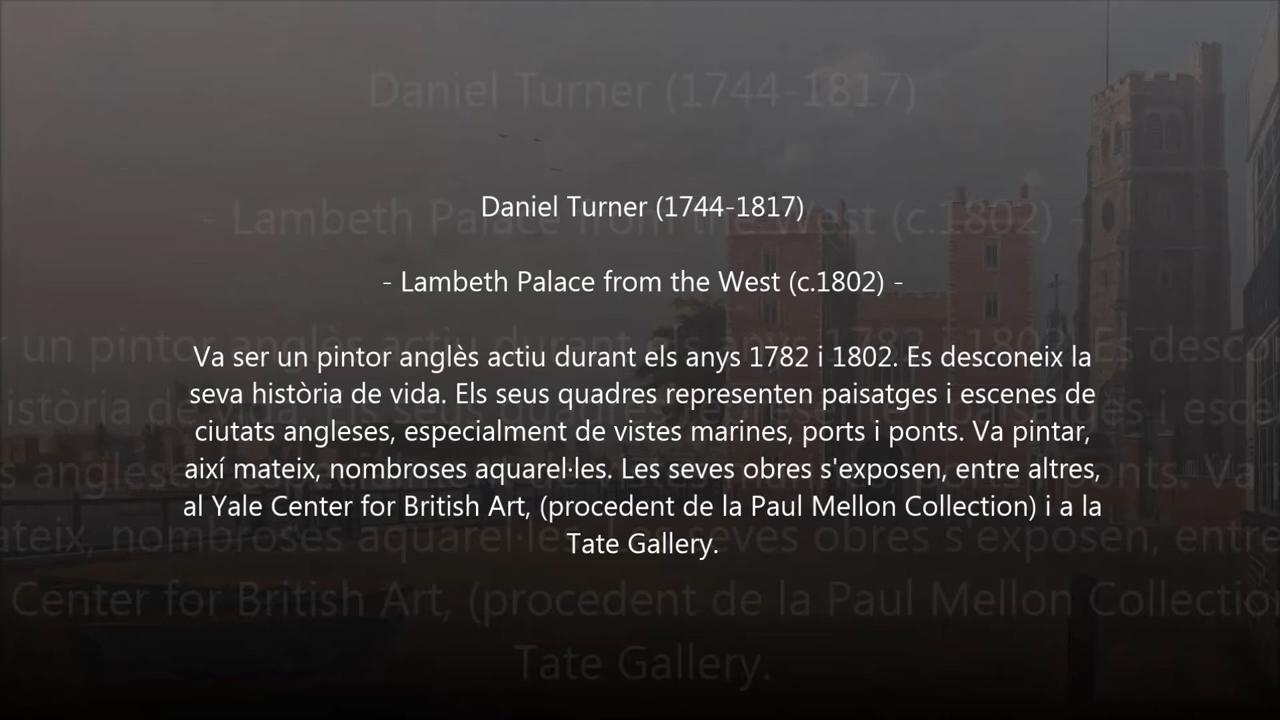 Daniel Turner (1744-1817)
- Lambeth Palace from the West (c.1802) -
Va ser un pintor anglès actiu durant els anys 1782 i 1802. Es desconeix la
seva història de vida. Els seus quadres representen paisatges i escenes de
ciutats angleses, especialment de vistes marines, ports i ponts. Va pintar,
així mateix, nombroses aquarel·les. Les seves obres s'exposen, entre altres,
al Yale Center for British Art, (procedent de la Paul Mellon Collection) i a la
Tate Gallery.